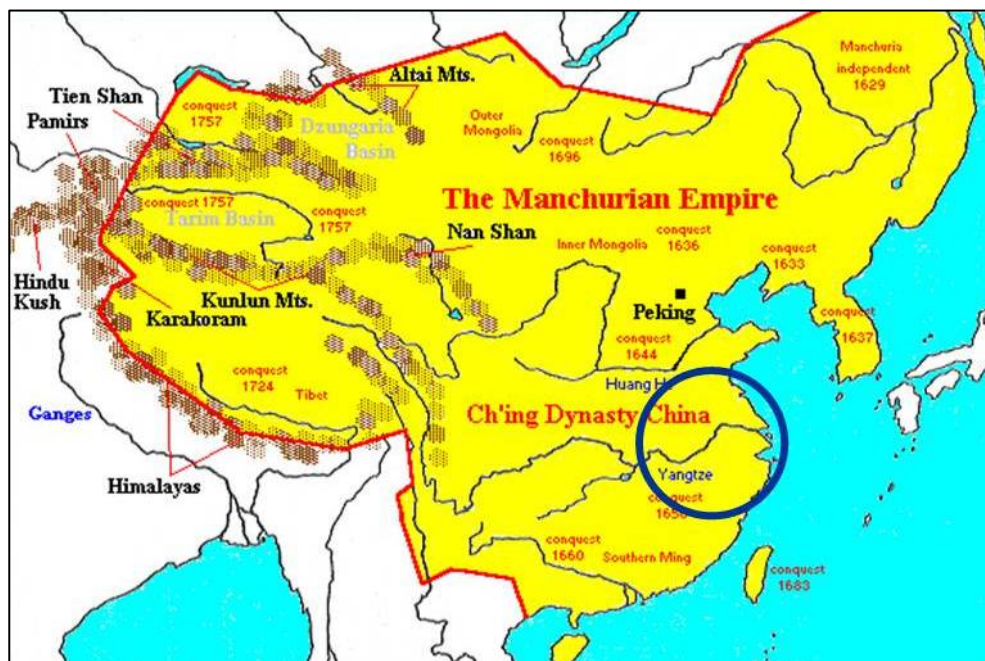 Altai Mts.
Tien Shan
Pamirs
conquest
1757
Dzungaria
Basin
Outer
Mongolia
conquest
1696
Manchuria
independent
1629
The Manchurian Empire
conquest 1757
Tarim Basin
conquest
1757
Nan Shan
Inner Mongolia
conquest
1636
conquest
1633
Hindu
Kush
Kunlun Mts.
Karakoram
Peking
conquest
1644
conquest
1637
conquest
1724
Tibet
Ganges
Huang H
Ch'ing Dynasty China
Himalayas
Yangtze
conquest
conquest
1660
Southern Ming
conquest
1683